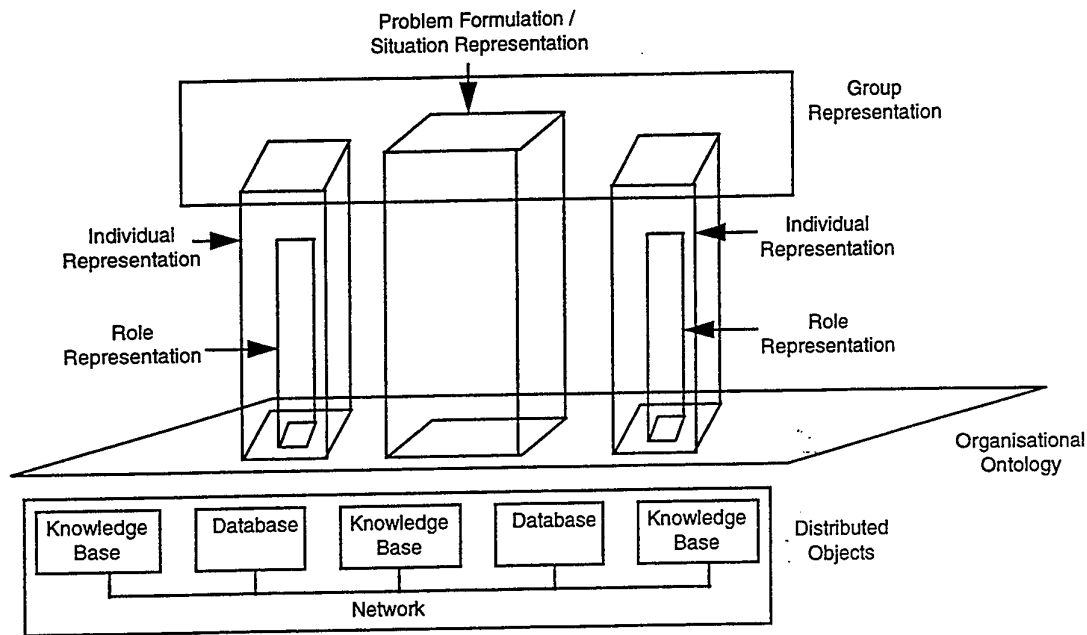 Problem Formulation /
Situation Representation
Group
Representation
Individual
Representation
Individual
Representation
Role
Representation
Role
Representation
Organisational
Ontology
Knowledge
Base
Database
Knowledge
Base
Database
Knowledge
Base
Distributed
Objects
Network